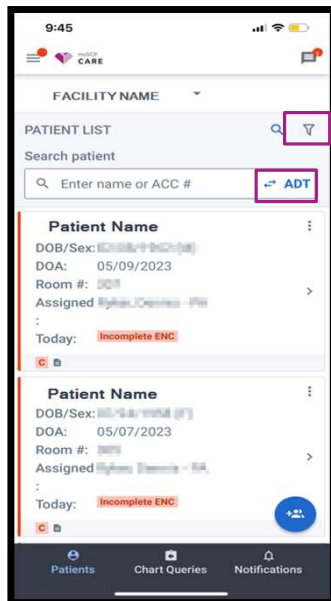 9:45
mySCP
CARE
FACILITY NAME
PATIENT LIST
Search patient
Enter name or ACC #
ADT
Patient Name
DOB/Sex:
DOA: 05/09/2023
Room #:
Assigned
:
Today: Incomplete ENC
C
Patient Name
DOB/Sex:
DOA: 05/07/2023
Room #:
Assigned
:
Today: Incomplete ENC
C
Patients Chart Queries Notifications